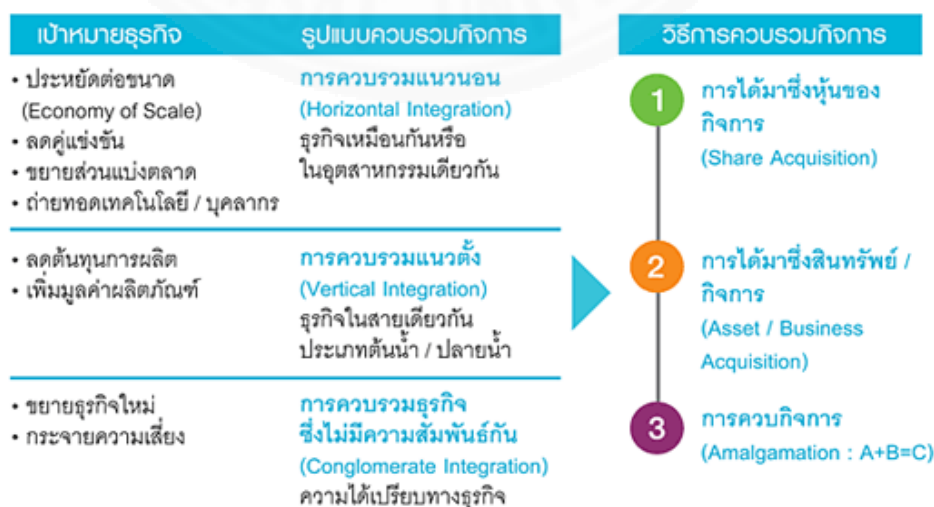 เป้าหมายธุรกิจ
รูปแบบควบรวมกิจการ
• ประหยัดต่อขนาด
(Economy of Scale)
• ลดคู่แข่งขัน
• ขยายส่วนแบ่งตลาด
• ถ่ายทอดเทคโนโลยี / บุคลากร
การควบรวมแนวนอน
(Horizontal Integration)
ธุรกิจเหมือนกันหรือ
ในอุตสาหกรรมเดียวกัน
• ลดต้นทุนการผลิต
• เพิ่มมูลค่าผลิตภัณฑ์
การควบรวมแนวตั้ง
(Vertical Integration)
ธุรกิจในสายเดียวกัน
ประเภทต้นน้ำ / ปลายน้ำ
• ขยายธุรกิจใหม่
• กระจายความเสี่ยง
การควบรวมธุรกิจ
ซึ่งไม่มีความสัมพันธ์กัน
(Conglomerate Integration)
ความได้เปรียบทางธุรกิจ
วิธีการควบรวมกิจการ
1
การได้มาซึ่งหุ้นของ
กิจการ
(Share Acquisition)
2
การได้มาซึ่งสินทรัพย์ /
กิจการ
(Asset / Business
Acquisition)
3
การควบกิจการ
(Amalgamation : A+B=C)